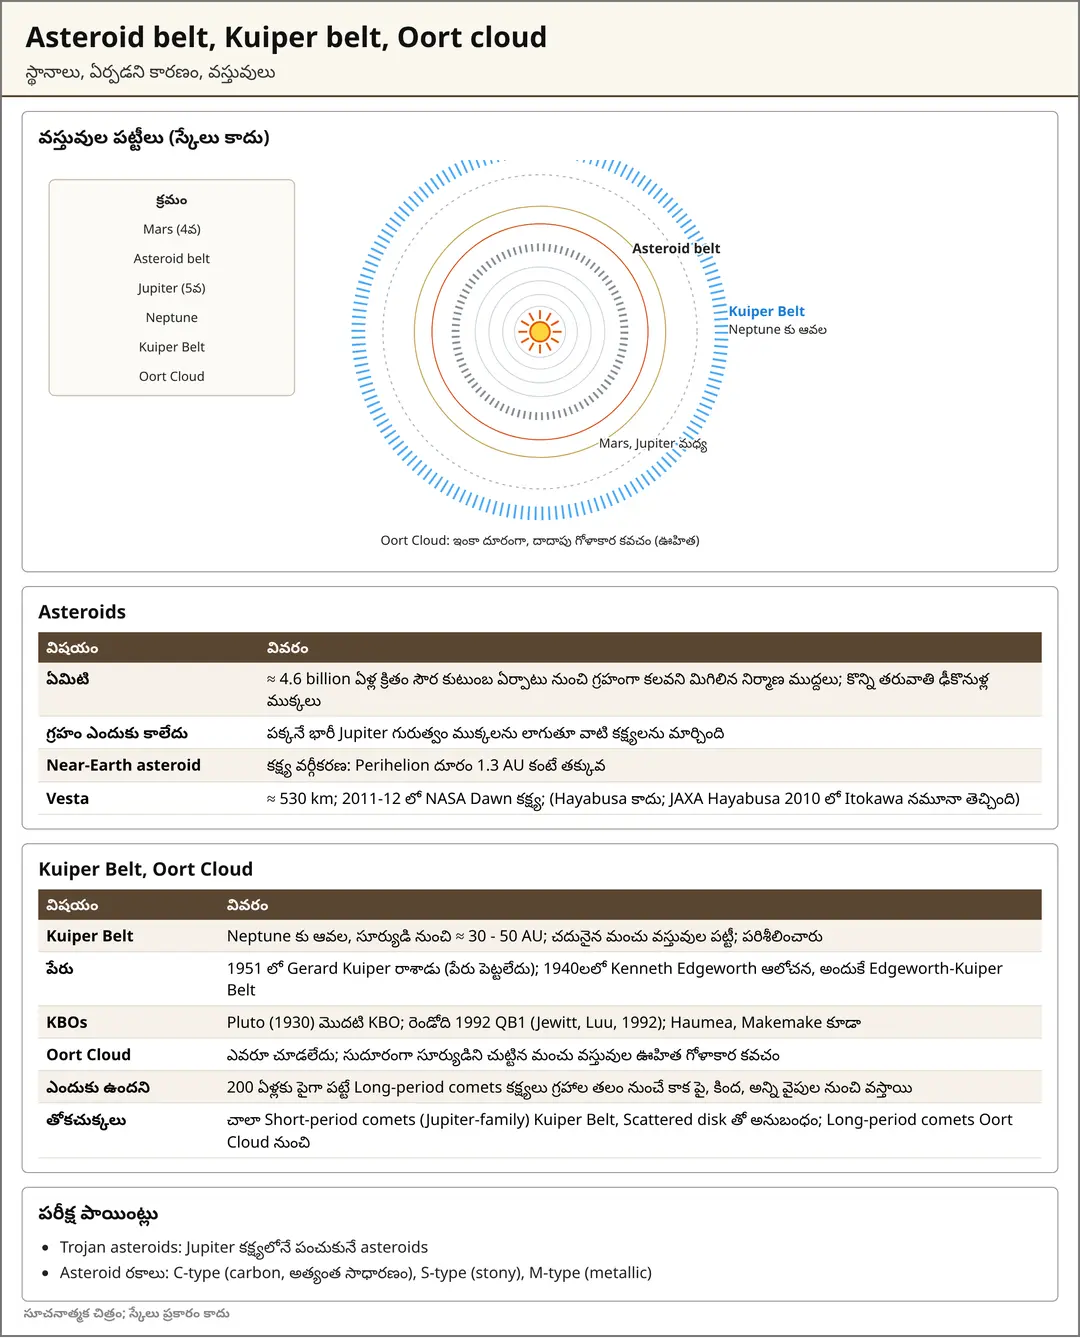 Asteroid belt, Kuiper belt, Oort cloud
స్థానాలు, ఏర్పడని కారణం, వస్తువులు
వస్తువుల పట్టీలు (స్కేలు కాదు)
క్రమం
Mars (4వ)
Asteroid belt
Jupiter (5వ)
Neptune
Kuiper Belt
Oort Cloud
Asteroid belt
Kuiper Belt
Neptune కు ఆవల
Mars, Jupiter మధ్య
Oort Cloud: ఇంకా దూరంగా, దాదాపు గోళాకార కవచం (ఊహిత)
Asteroids
విషయం వివరం
ఏమిటి ≈ 4.6 billion ఏళ్ల క్రితం సౌర కుటుంబ ఏర్పాటు నుంచి గ్రహంగా కలవని మిగిలిన నిర్మాణ ముద్దలు; కొన్ని తరువాతి ఢీకొనుళ్ల
ముక్కలు
గ్రహం ఎందుకు కాలేదు పక్కనే భారీ Jupiter గురుత్వం ముక్కలను లాగుతూ వాటి కక్ష్యలను మార్చింది
Near-Earth asteroid కక్ష్య వర్గీకరణ: Perihelion దూరం 1.3 AU కంటే తక్కువ
Vesta ≈ 530 km; 2011-12 లో NASA Dawn కక్ష్య; (Hayabusa కాదు; JAXA Hayabusa 2010 లో Itokawa నమూనా తెచ్చింది)
Kuiper Belt, Oort Cloud
విషయం వివరం
Kuiper Belt Neptune కు ఆవల, సూర్యుడి నుంచి ≈ 30 - 50 AU; చదునైన మంచు వస్తువుల పట్టీ; పరిశీలించారు
పేరు 1951 లో Gerard Kuiper రాశాడు (పేరు పెట్టలేదు); 1940లలో Kenneth Edgeworth ఆలోచన, అందుకే Edgeworth-Kuiper
Belt
KBOs Pluto (1930) మొదటి KBO; రెండోది 1992 QB1 (Jewitt, Luu, 1992); Haumea, Makemake కూడా
Oort Cloud ఎవరూ చూడలేదు; సుదూరంగా సూర్యుడిని చుట్టిన మంచు వస్తువుల ఊహిత గోళాకార కవచం
ఎందుకు ఉందని 200 ఏళ్లకు పైగా పట్టే Long-period comets కక్ష్యలు గ్రహాల తలం నుంచే కాక పై, కింద, అన్ని వైపుల నుంచి వస్తాయి
తోకచుక్కలు చాలా Short-period comets (Jupiter-family) Kuiper Belt, Scattered disk తో అనుబంధం; Long-period comets Oort
Cloud నుంచి
పరీక్ష పాయింట్లు
• Trojan asteroids: Jupiter కక్ష్యలోనే పంచుకునే asteroids
• Asteroid రకాలు: C-type (carbon, అత్యంత సాధారణం), S-type (stony), M-type (metallic)
సూచనాత్మక చిత్రం; స్కేలు ప్రకారం కాదు